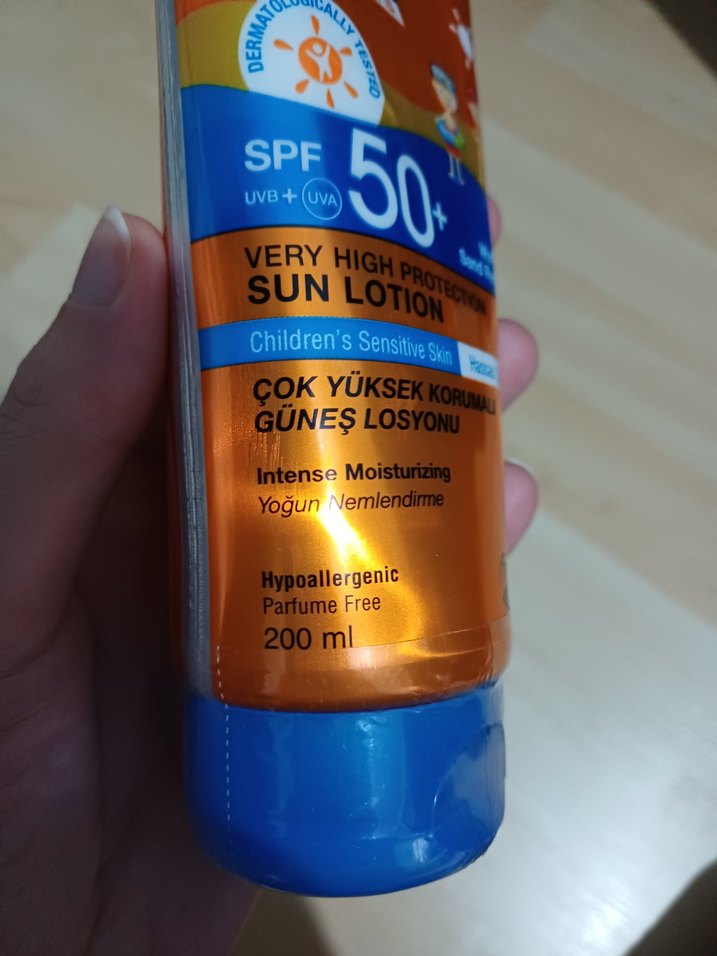 DERMATOLOGICALLY TESTED
SPF 50+
UVB + UVA
VERY HIGH PROTECTION
SUN LOTION
Children's Sensitive Skin
ÇOK YÜKSEK KORUMALI
GÜNEŞ LOSYONU
Intense Moisturizing
Yoğun Nemlendirme
Hypoallergenic
Parfume Free
200 ml